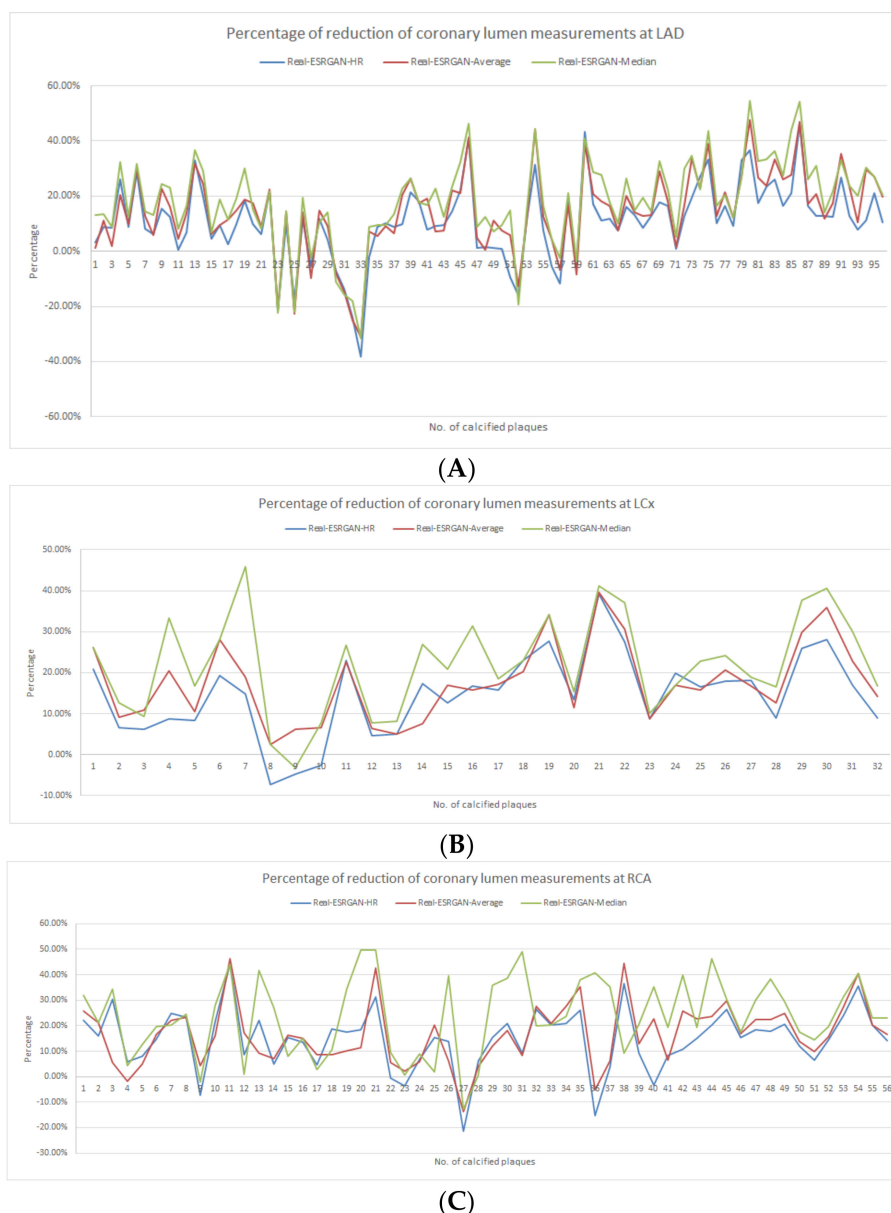 Percentage of reduction of coronary lumen measurements at LAD
Real-ESRGAN-HR Real-ESRGAN-Average Real-ESRGAN-Median
60.00%
40.00%
20.00%
0.00%
-20.00%
-40.00%
-60.00%
Percentage
1 3 5 7 9 11 13 15 17 19 21 23 25 27 29 31 33 35 37 39 41 43 45 47 49 51 53 55 57 59 61 63 65 67 69 71 73 75 77 79 81 83 85 87 89 91 93 95
No. of calcified plaques
(A)
Percentage of reduction of coronary lumen measurements at LCx
Real-ESRGAN-HR Real-ESRGAN-Average Real-ESRGAN-Median
50.00%
40.00%
30.00%
20.00%
10.00%
0.00%
-10.00%
Percentage
1 2 3 4 5 6 7 8 9 10 11 12 13 14 15 16 17 18 19 20 21 22 23 24 25 26 27 28 29 30 31 32
No. of calcified plaques
(B)
Percentage of reduction of coronary lumen measurements at RCA
Real-ESRGAN-HR Real-ESRGAN-Average Real-ESRGAN-Median
60.00%
50.00%
40.00%
30.00%
20.00%
10.00%
0.00%
-10.00%
-20.00%
-30.00%
Percentage
1 2 3 4 5 6 7 8 9 10 11 12 13 14 15 16 17 18 19 20 21 22 23 24 25 26 27 28 29 30 31 32 33 34 35 36 37 38 39 40 41 42 43 44 45 46 47 48 49 50 51 52 53 54 55 56
No. of calcified plaques
(C)